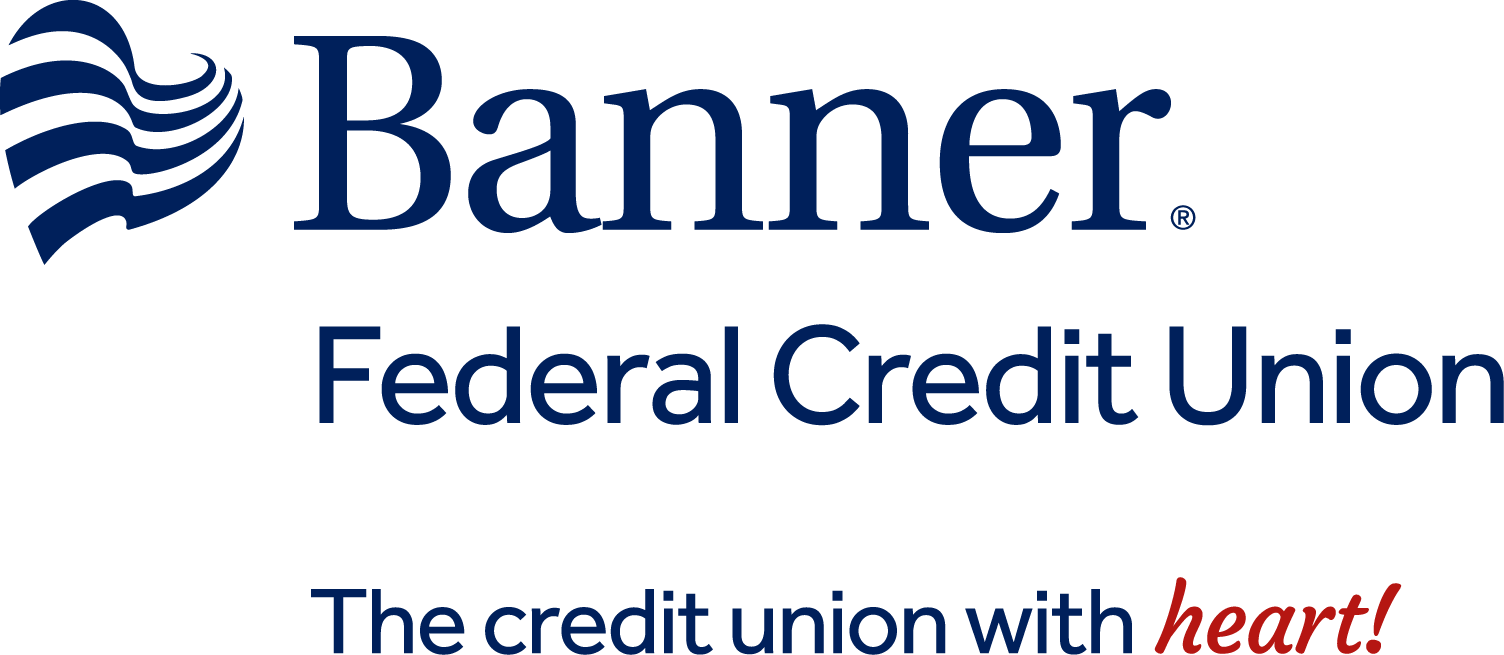 Banner®
Federal Credit Union
The credit union with heart!